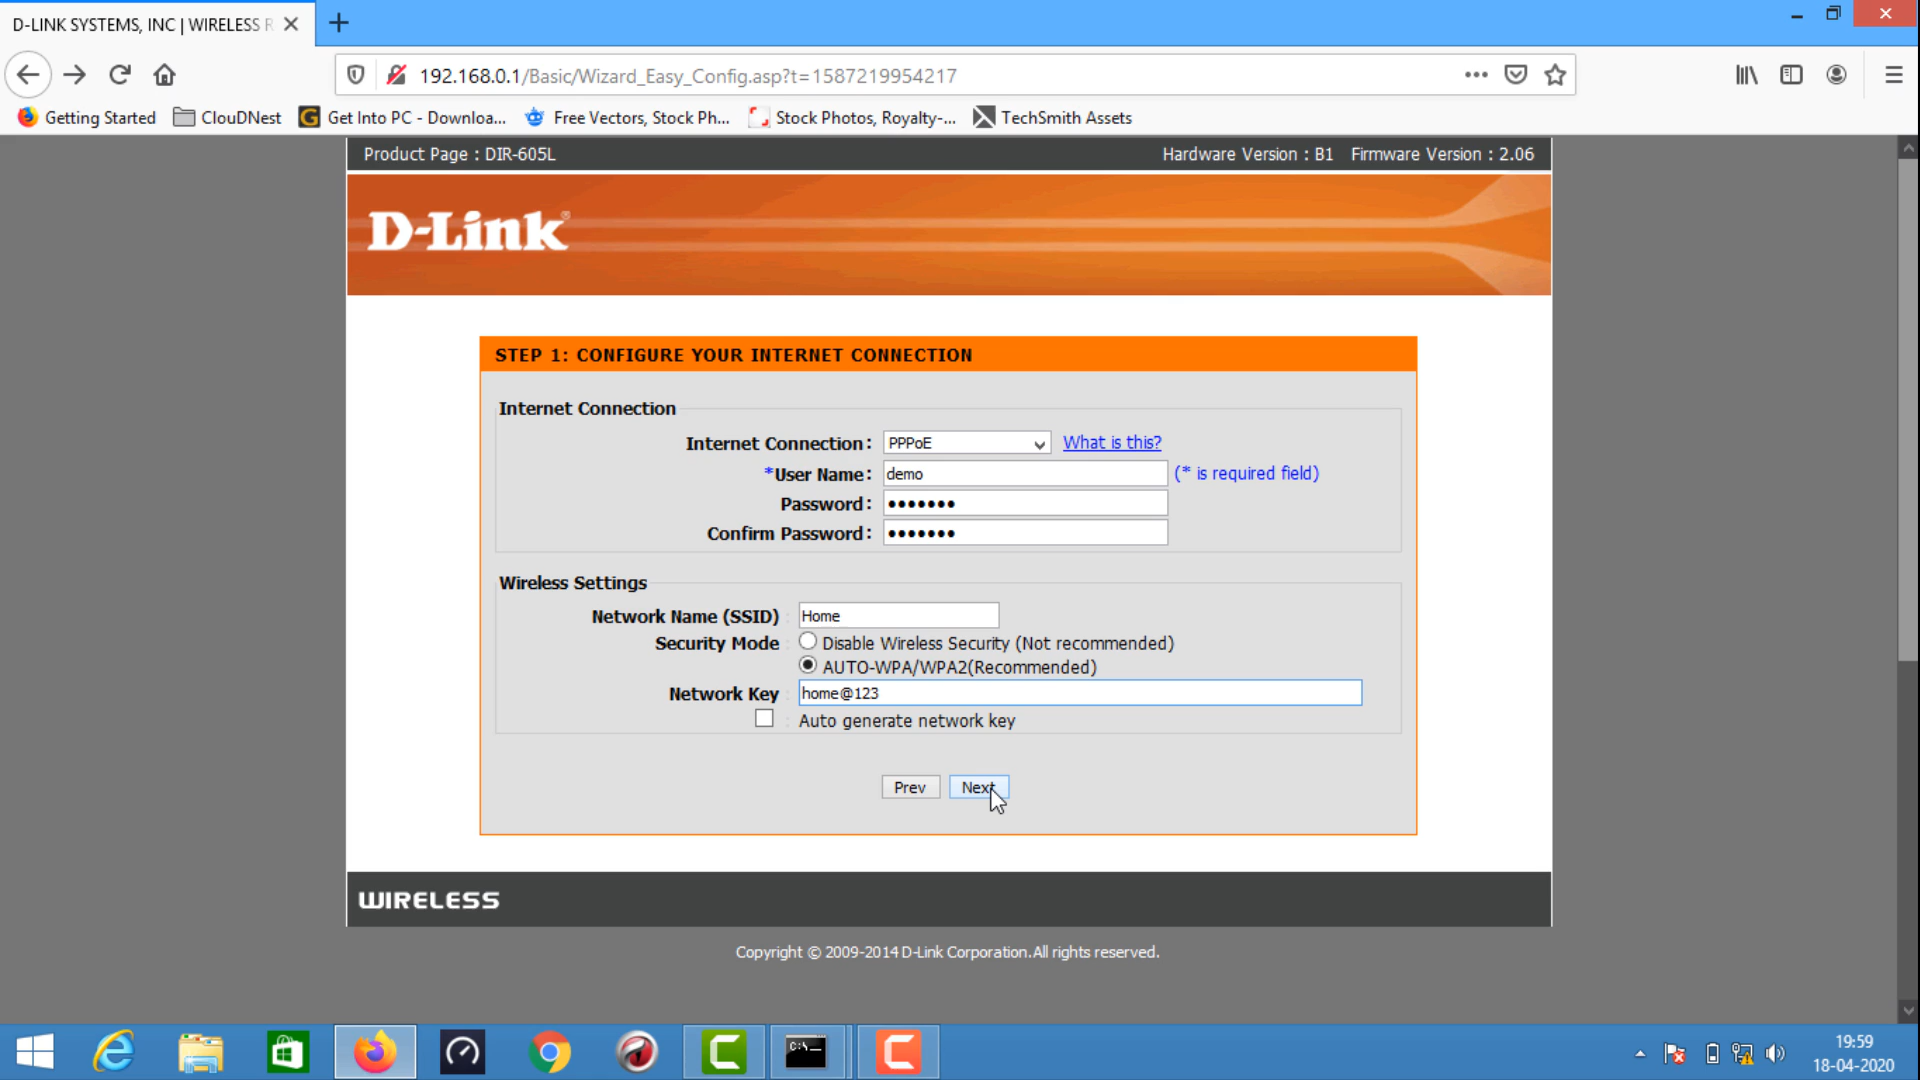 D-LINK SYSTEMS, INC | WIRELESS R
192.168.0.1/Basic/Wizard_Easy_Config.asp?t=1587219954217
Getting Started
ClouDNest
Get Into PC - Downloa...
Free Vectors, Stock Ph...
Stock Photos, Royalty-...
TechSmith Assets
Product Page : DIR-605L
Hardware Version : B1 Firmware Version : 2.06
D-Link®
STEP 1: CONFIGURE YOUR INTERNET CONNECTION
Internet Connection
Internet Connection : PPPoE What is this?
*User Name : demo (* is required field)
Password : •••••••
Confirm Password : •••••••
Wireless Settings
Network Name (SSID) : Home
Security Mode : Disable Wireless Security (Not recommended)
AUTO-WPA/WPA2(Recommended)
Network Key : home@123
: Auto generate network key
Prev Next
WIRELESS
Copyright © 2009-2014 D-Link Corporation.All rights reserved.
C:\_
19:59
18-04-2020